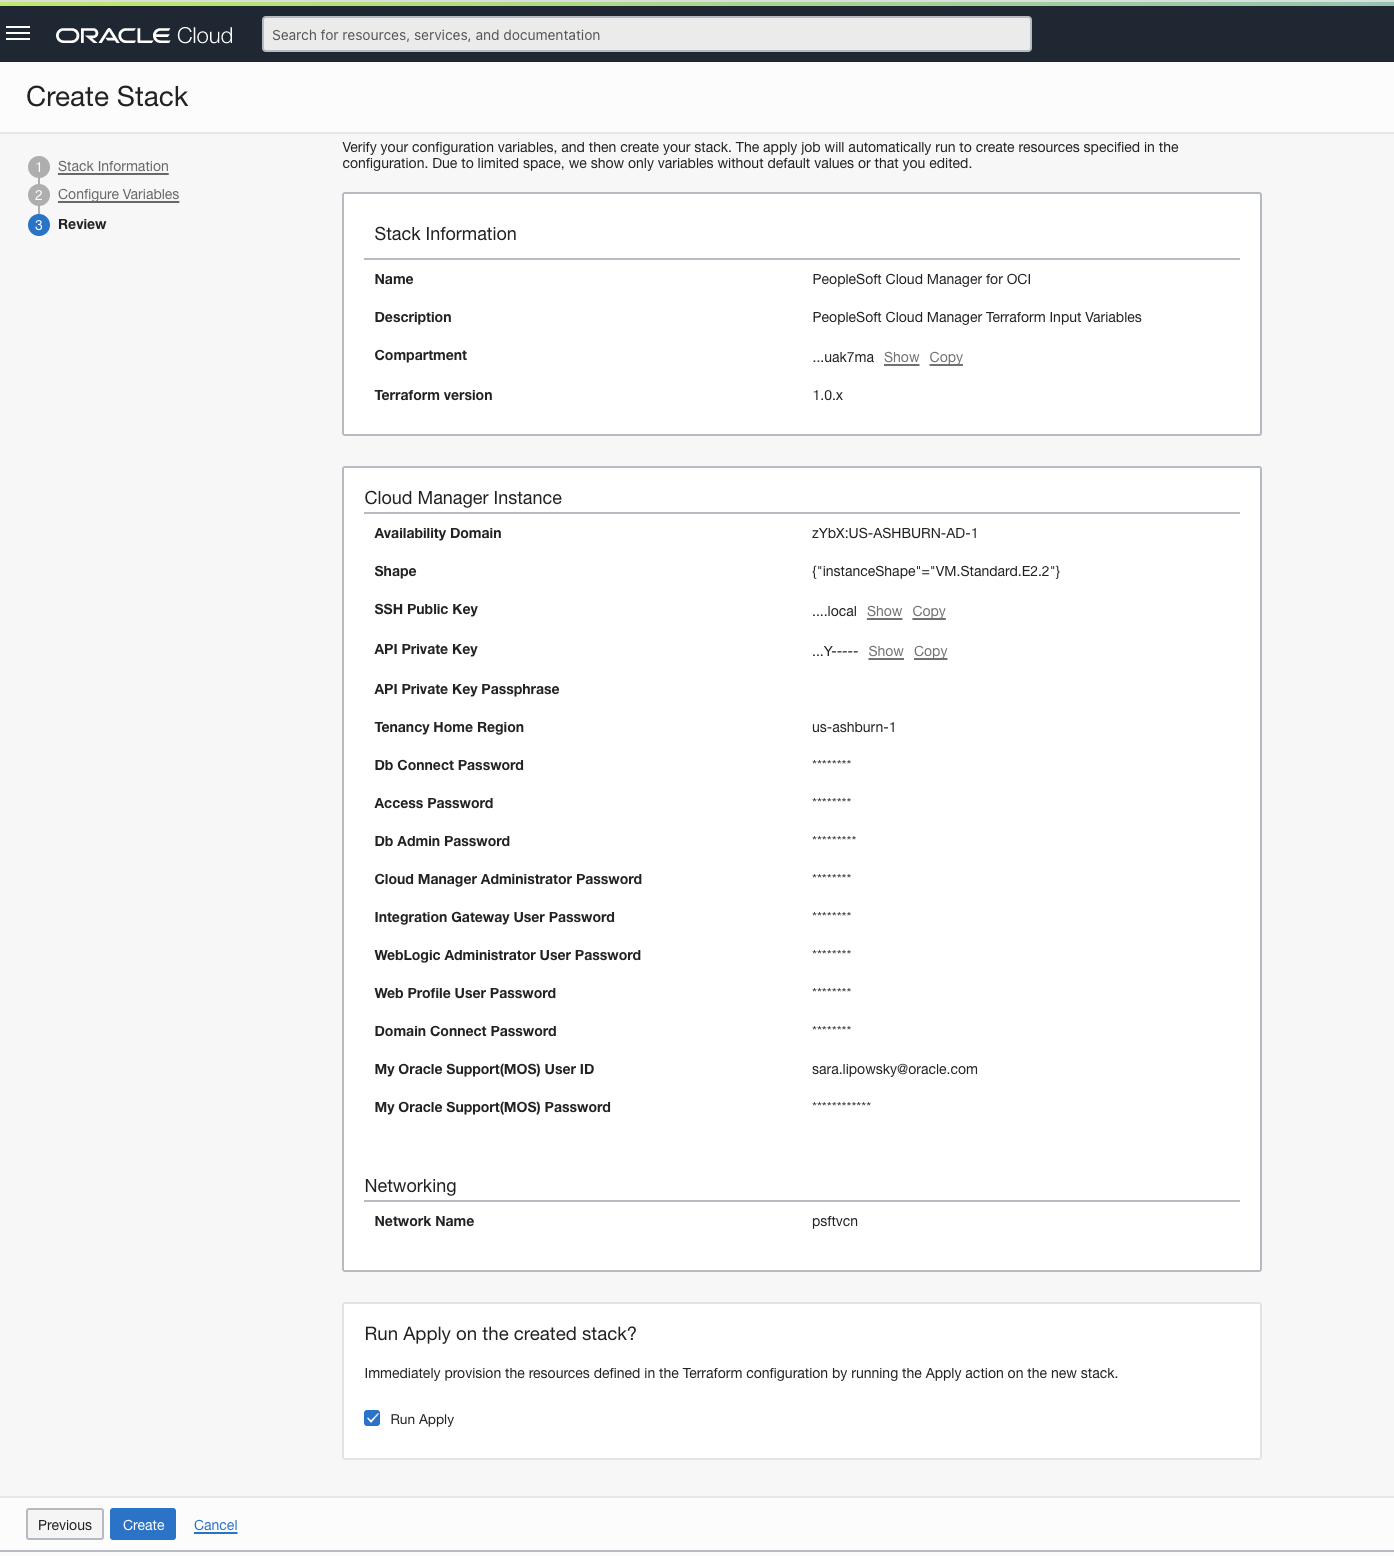 ORACLE Cloud
Search for resources, services, and documentation
Create Stack
1 Stack Information
2 Configure Variables
3 Review
Verify your configuration variables, and then create your stack. The apply job will automatically run to create resources specified in the
configuration. Due to limited space, we show only variables without default values or that you edited.
Stack Information
Name PeopleSoft Cloud Manager for OCI
Description PeopleSoft Cloud Manager Terraform Input Variables
Compartment ...uak7ma Show Copy
Terraform version 1.0.x
Cloud Manager Instance
Availability Domain zYbX:US-ASHBURN-AD-1
Shape {"instanceShape"="VM.Standard.E2.2"}
SSH Public Key ....local Show Copy
API Private Key ...Y----- Show Copy
API Private Key Passphrase
Tenancy Home Region us-ashburn-1
Db Connect Password ********
Access Password ********
Db Admin Password *********
Cloud Manager Administrator Password ********
Integration Gateway User Password ********
WebLogic Administrator User Password ********
Web Profile User Password ********
Domain Connect Password ********
My Oracle Support(MOS) User ID sara.lipowsky@oracle.com
My Oracle Support(MOS) Password ************
Networking
Network Name psftvcn
Run Apply on the created stack?
Immediately provision the resources defined in the Terraform configuration by running the Apply action on the new stack.
Run Apply
Previous Create Cancel